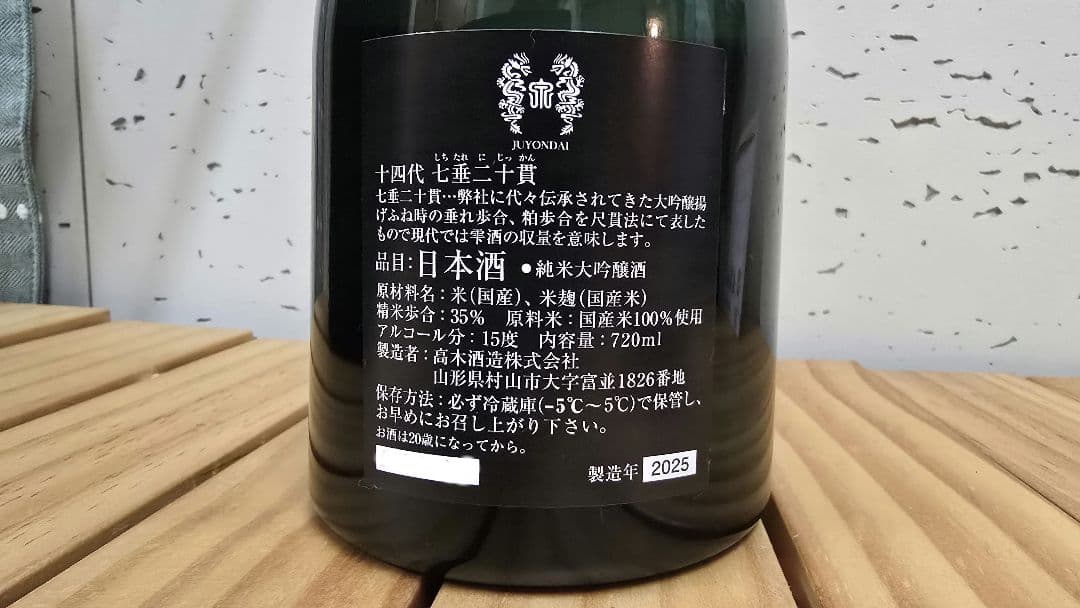 JUYONDAI
しちたれにじっかん
十四代 七垂二十貫
七垂二十貫…弊社に代々伝承されてきた大吟醸揚
げふね時の垂れ歩合、粕歩合を尺貫法にて表した
もので現代では雫酒の収量を意味します。
品目:日本酒 ●純米大吟醸酒
原材料名:米(国産)、米麹(国産米)
精米歩合:35% 原料米:国産米100%使用
アルコール分:15度 内容量:720ml
製造者:高木酒造株式会社
山形県村山市大字富並1826番地
保存方法:必ず冷蔵庫(-5℃~5℃)で保管し、
お早めにお召し上がり下さい。
お酒は20歳になってから。
製造年 2025